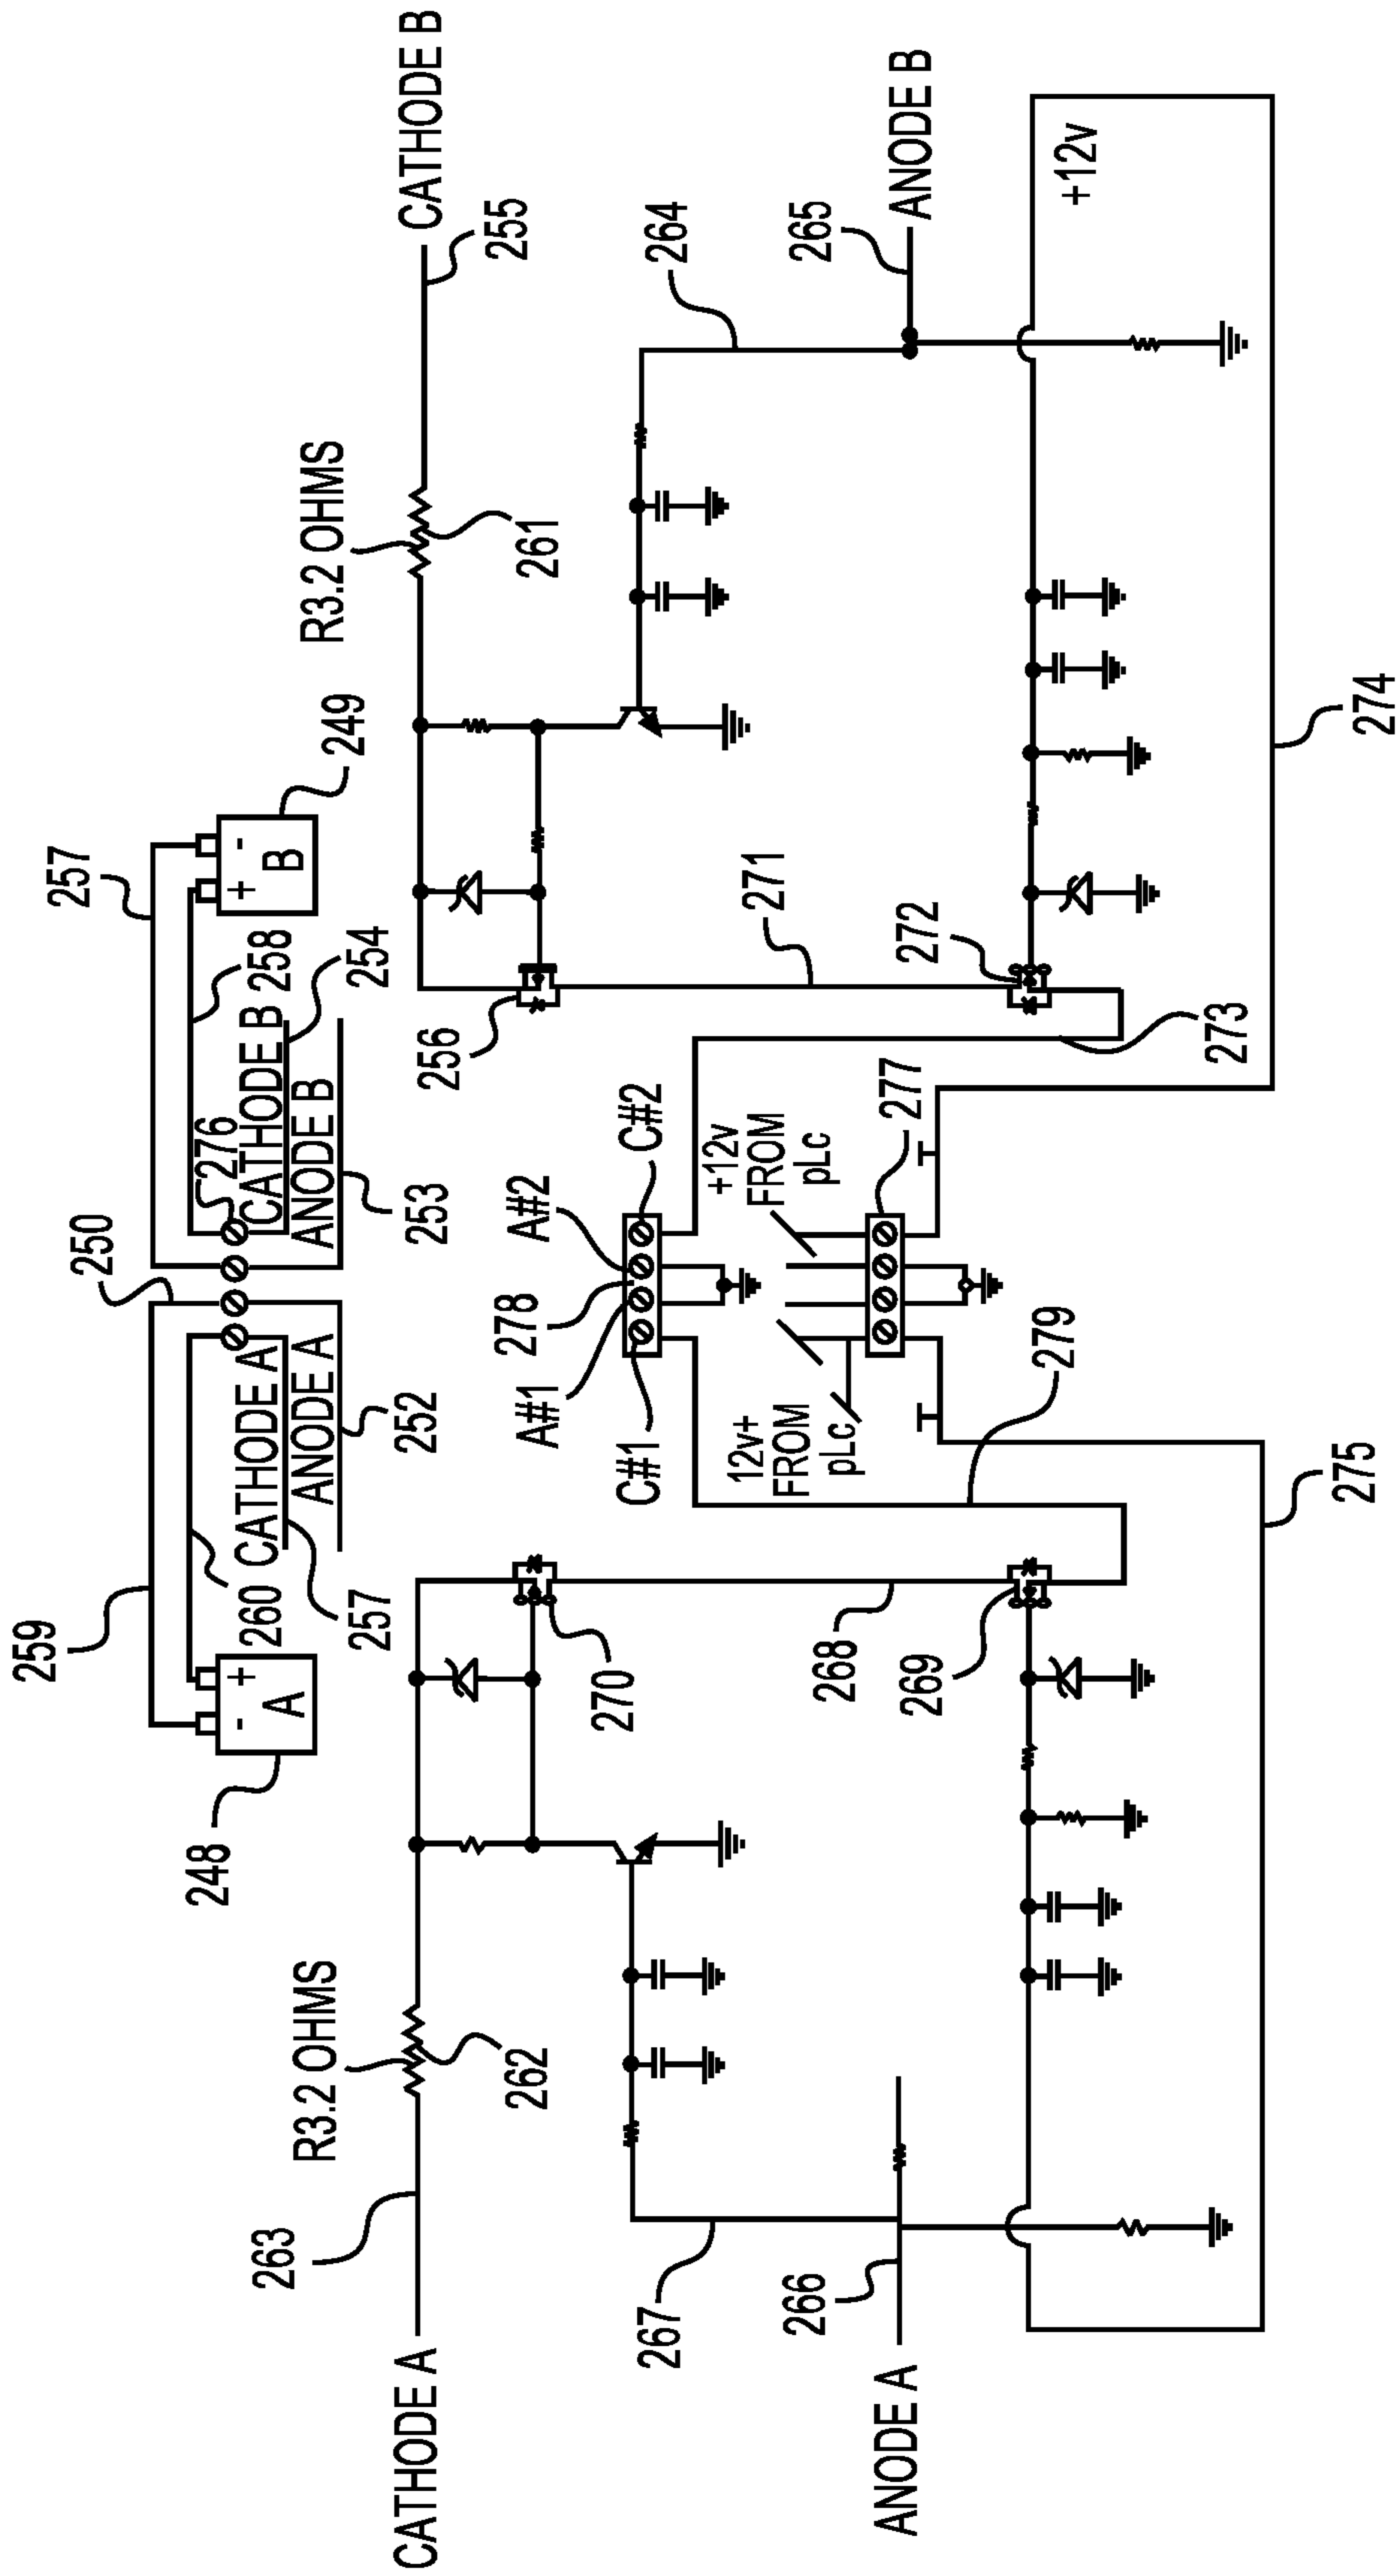 259
257
250
260
CATHODE A
257
ANODE A
252
276
258
CATHODE B
254
ANODE B
253
248
-
+
A
+
-
B
249
CATHODE A
263
R3.2 OHMS
262
270
256
R3.2 OHMS
261
255
CATHODE B
C#1
A#1
278
A#2
C#2
267
268
271
264
12v+
FROM
pLc
+12v
FROM
pLc
277
ANODE A
266
269
279
273
272
265
ANODE B
+12v
275
274